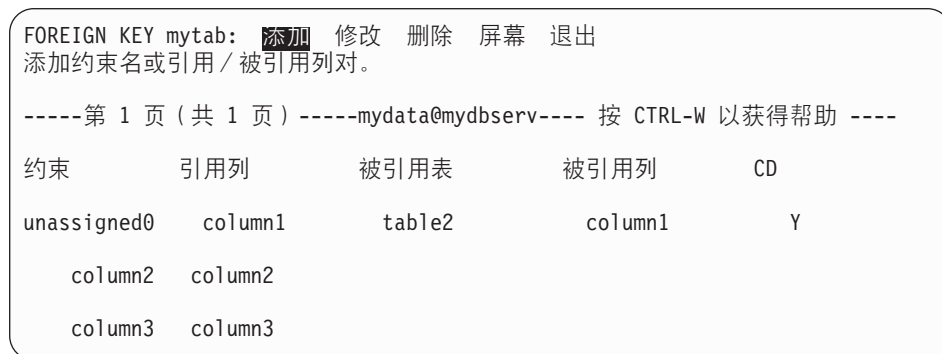 FOREIGN KEY mytab: 添加 修改 删除 屏幕 退出
添加约束名或引用/被引用列对。
-----第 1 页(共 1 页)-----mydata@mydbserv---- 按 CTRL-W 以获得帮助 ----
约束 引用列 被引用表 被引用列 CD
unassigned0 column1 table2 column1 Y
column2 column2
column3 column3